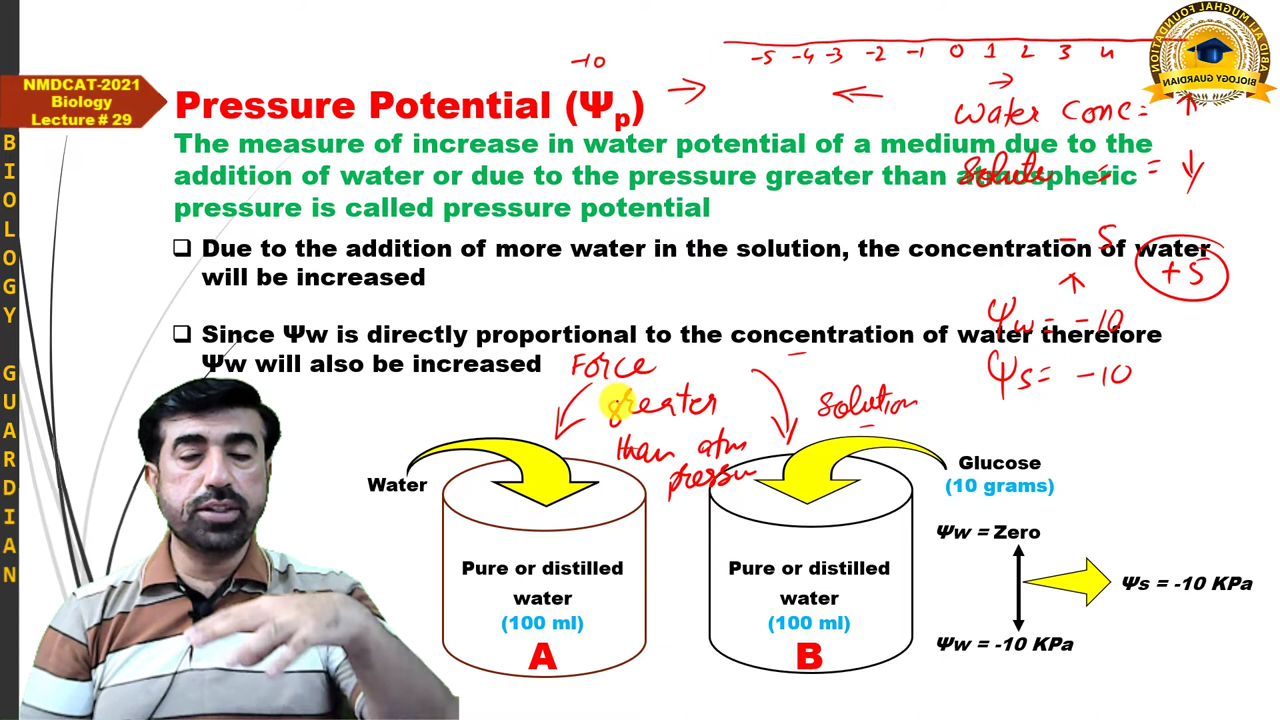 -10
-5 -4 -3 -2 -1 0 1 2 3 4
NMDCAT-2021
Biology
Lecture # 29
BIOLOGY GUARDIAN
Pressure Potential (Ψp)
water conc = ↑
The measure of increase in water potential of a medium due to the
addition of water or due to the pressure greater than atmospheric
solute = ↓
pressure is called pressure potential
❑ Due to the addition of more water in the solution, the concentration of water
will be increased
- 5
+5
❑ Since Ψw is directly proportional to the concentration of water therefore
Ψw will also be increased
Ψw = -10
Ψs = -10
Force
greater
than atm
pressure
solution
Water
Glucose
(10 grams)
Pure or distilled
water
(100 ml)
A
Pure or distilled
water
(100 ml)
B
Ψw = Zero
Ψs = -10 KPa
Ψw = -10 KPa
BIOLOGY GUARDIAN